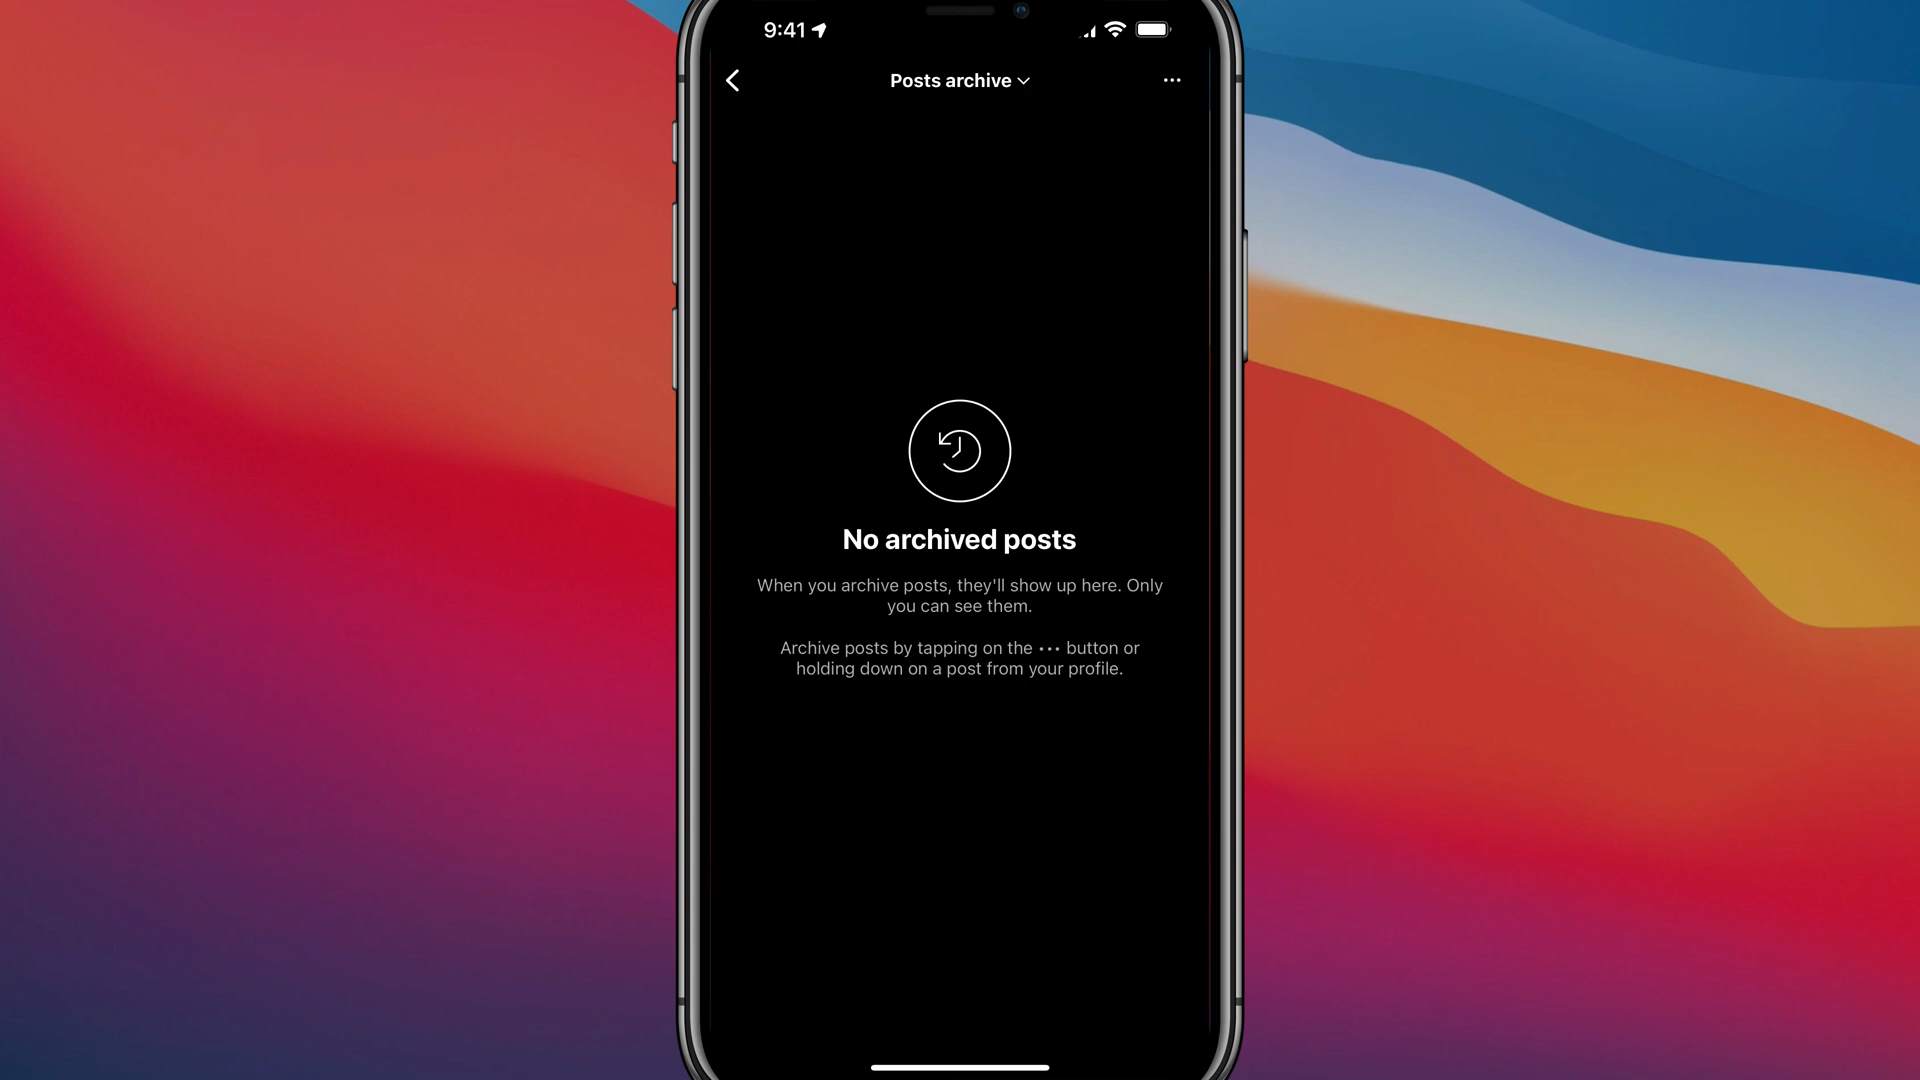 9:41
Posts archive
No archived posts
When you archive posts, they'll show up here. Only
you can see them.
Archive posts by tapping on the ••• button or
holding down on a post from your profile.